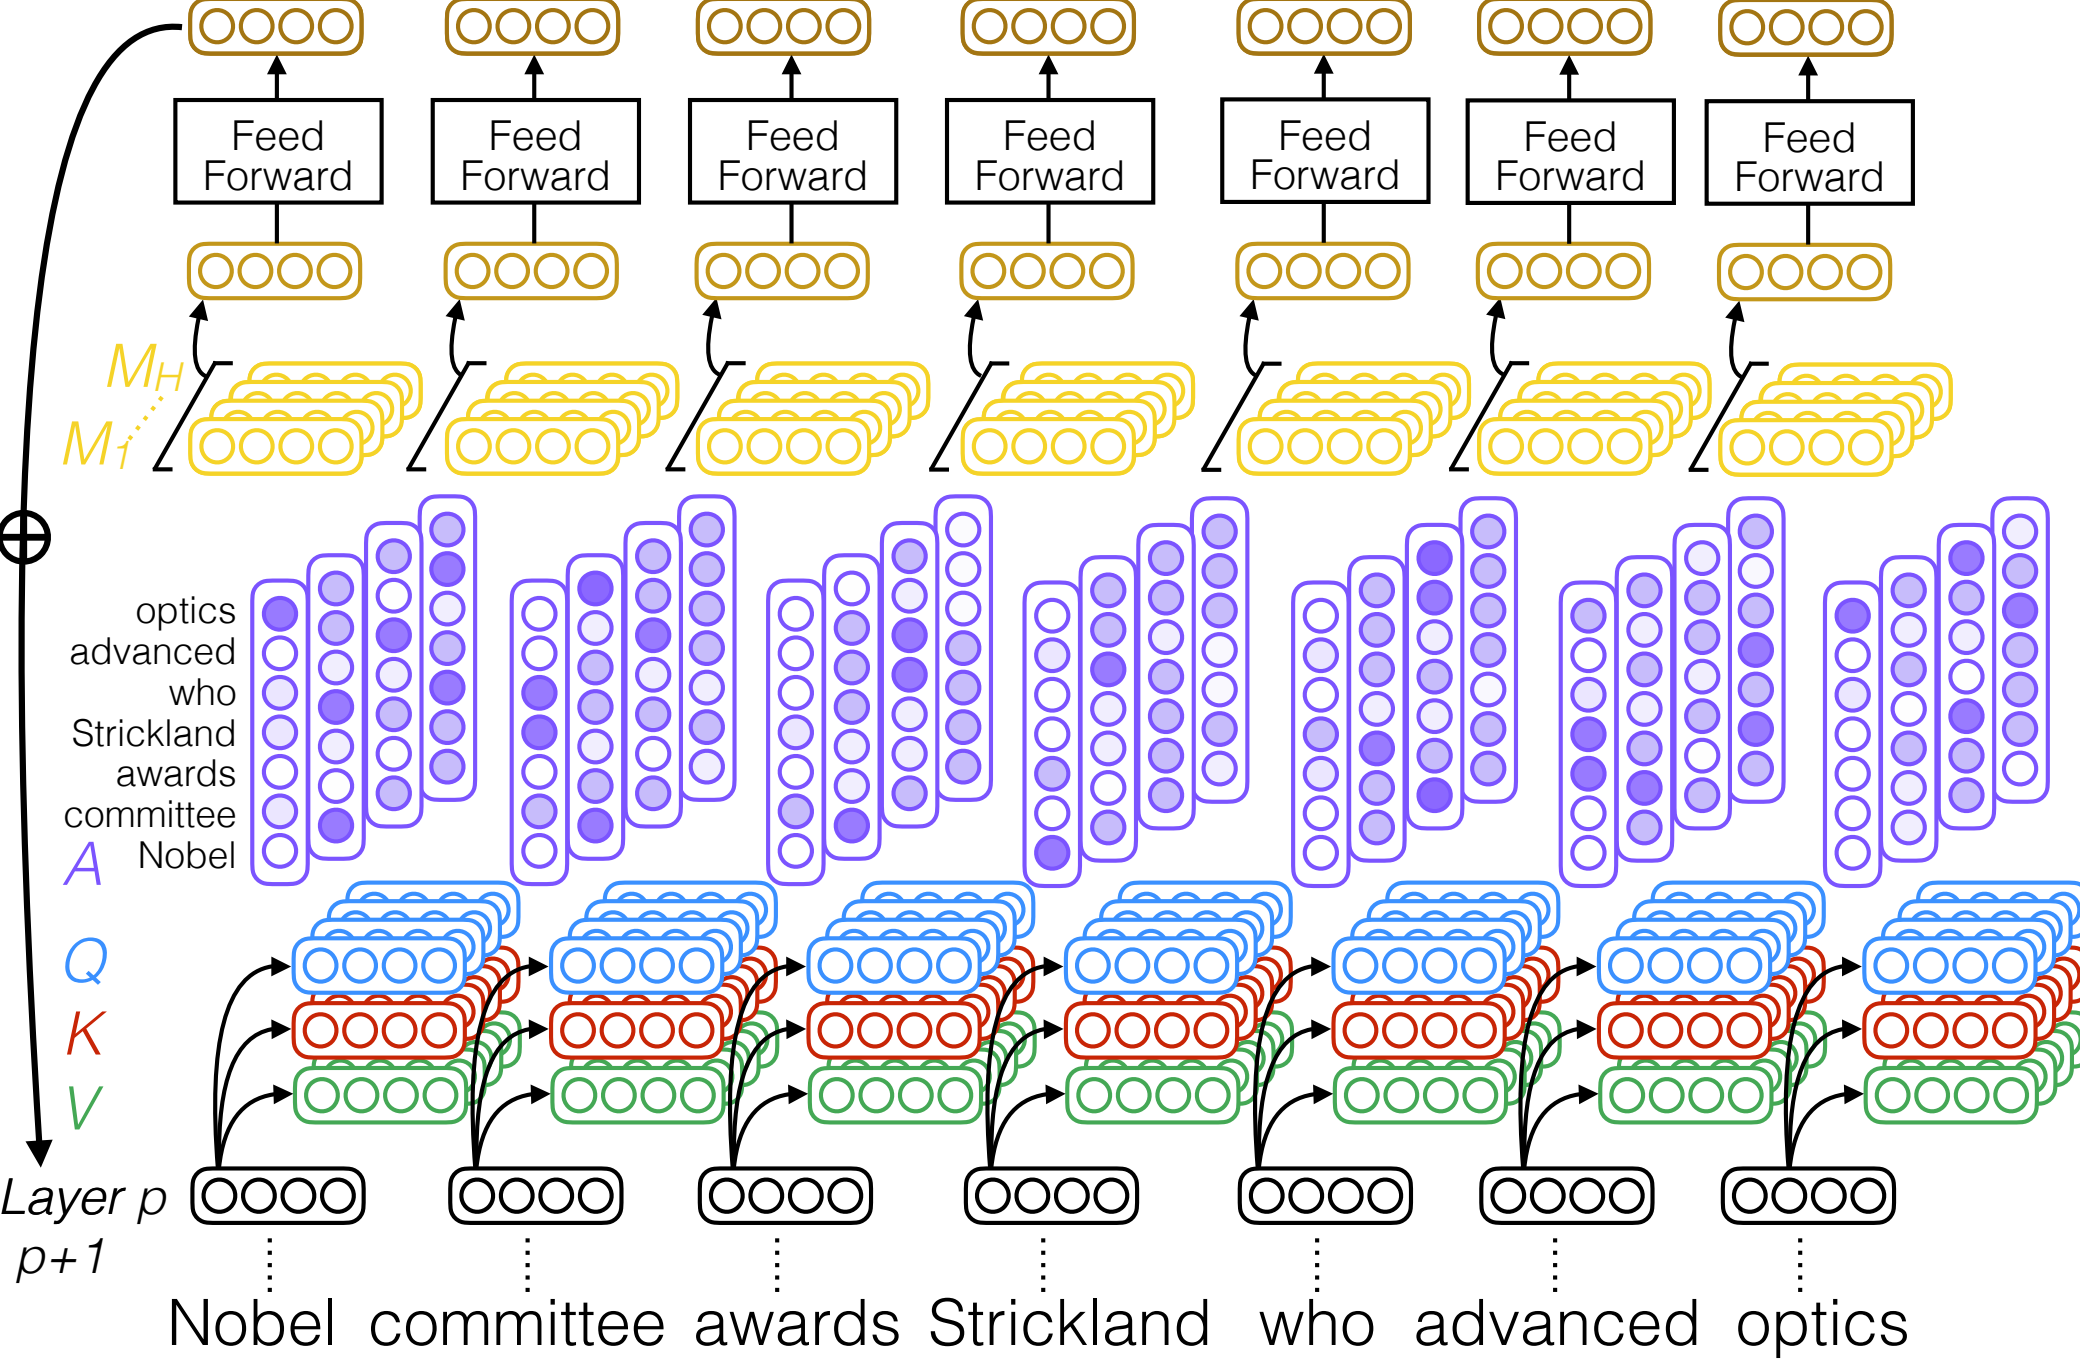 Feed Forward
Feed Forward
Feed Forward
Feed Forward
Feed Forward
Feed Forward
Feed Forward
M_H
M_1
optics
advanced
who
Strickland
awards
committee
Nobel
A
Q
K
V
Layer p
p+1
Nobel committee awards Strickland who advanced optics